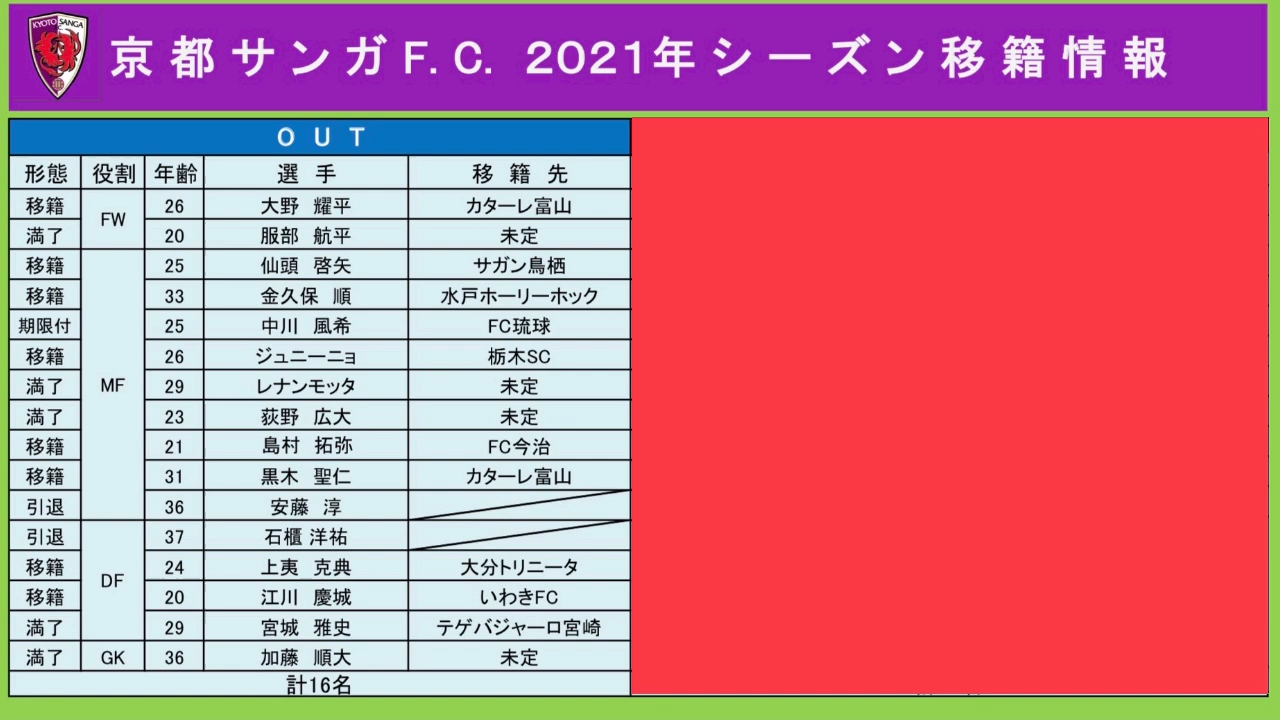 KYOTO SANGA
京都サンガF.C. 2021年シーズン移籍情報
OUT
形態 役割 年齢 選手 移籍先
移籍 FW 26 大野 耀平 カターレ富山
満了 20 服部 航平 未定
移籍 MF 25 仙頭 啓矢 サガン鳥栖
移籍 33 金久保 順 水戸ホーリーホック
期限付 25 中川 風希 FC琉球
移籍 26 ジュニーニョ 栃木SC
満了 29 レナンモッタ 未定
満了 23 荻野 広大 未定
移籍 21 島村 拓弥 FC今治
移籍 31 黒木 聖仁 カターレ富山
引退 36 安藤 淳
引退 DF 37 石櫃 洋祐
移籍 24 上夷 克典 大分トリニータ
移籍 20 江川 慶城 いわきFC
満了 29 宮城 雅史 テゲバジャーロ宮崎
満了 GK 36 加藤 順大 未定
計16名